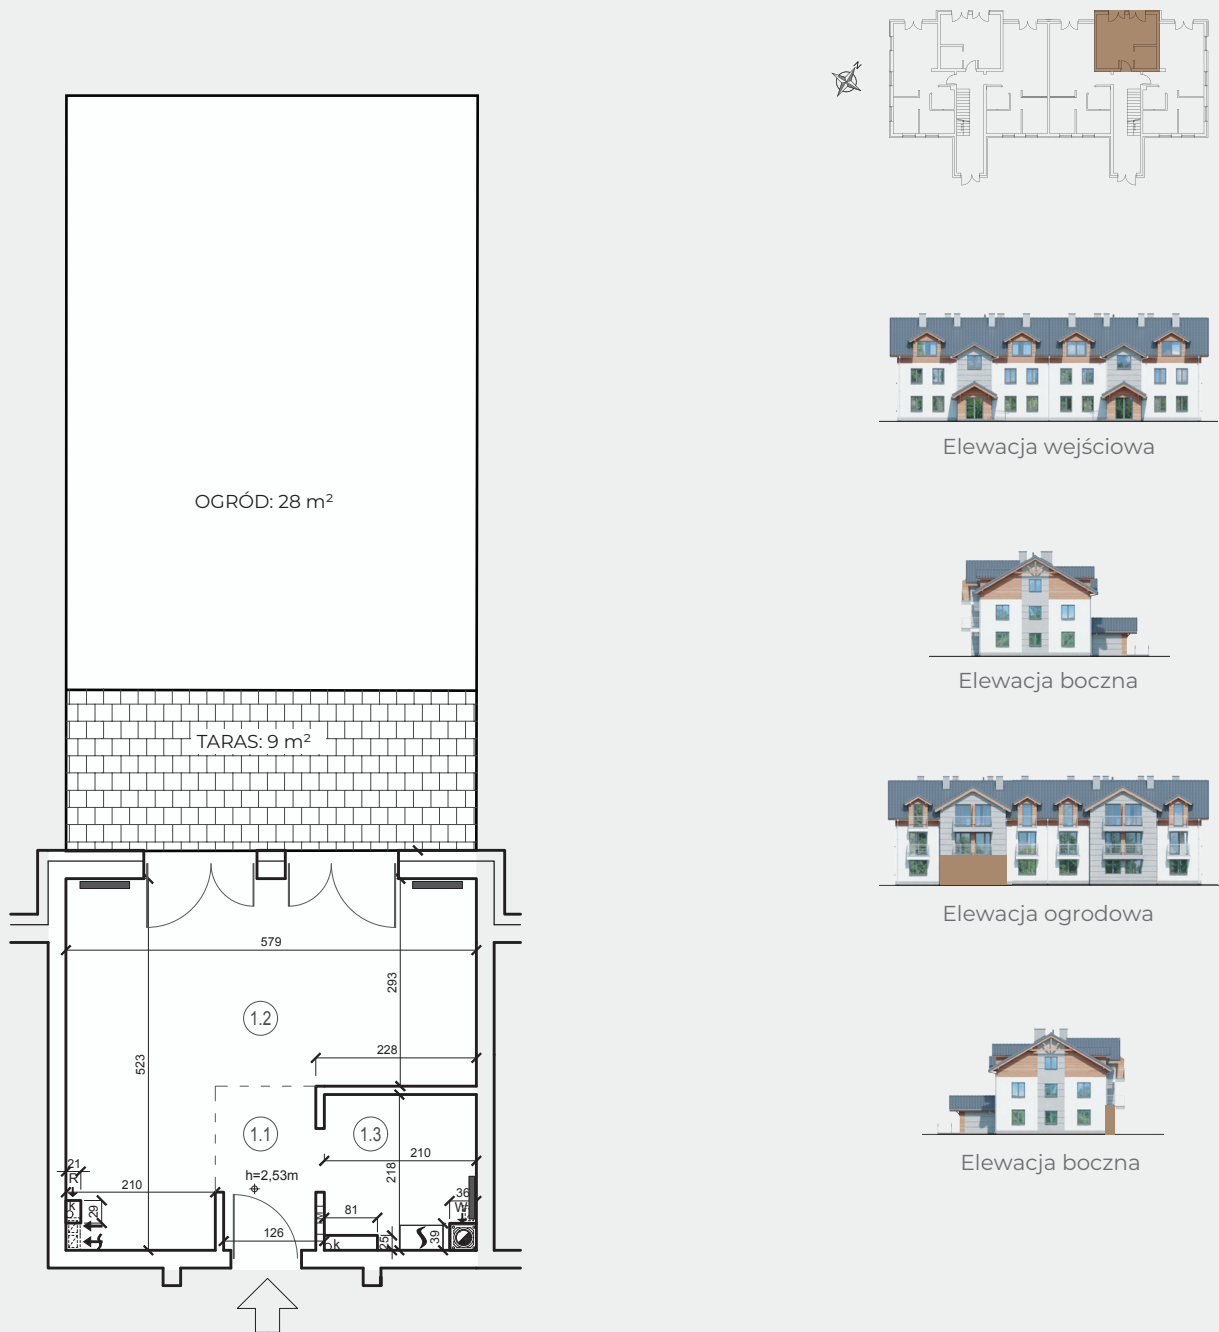 N
Elewacja wejściowa
OGRÓD: 28 m²
Elewacja boczna
TARAS: 9 m²
Elewacja ogrodowa
579
293
1.2
523
228
1.1
1.3
210
h=2,53m
218
21
R
210
29
k
81
36
W
126
ok
25
39
Elewacja boczna